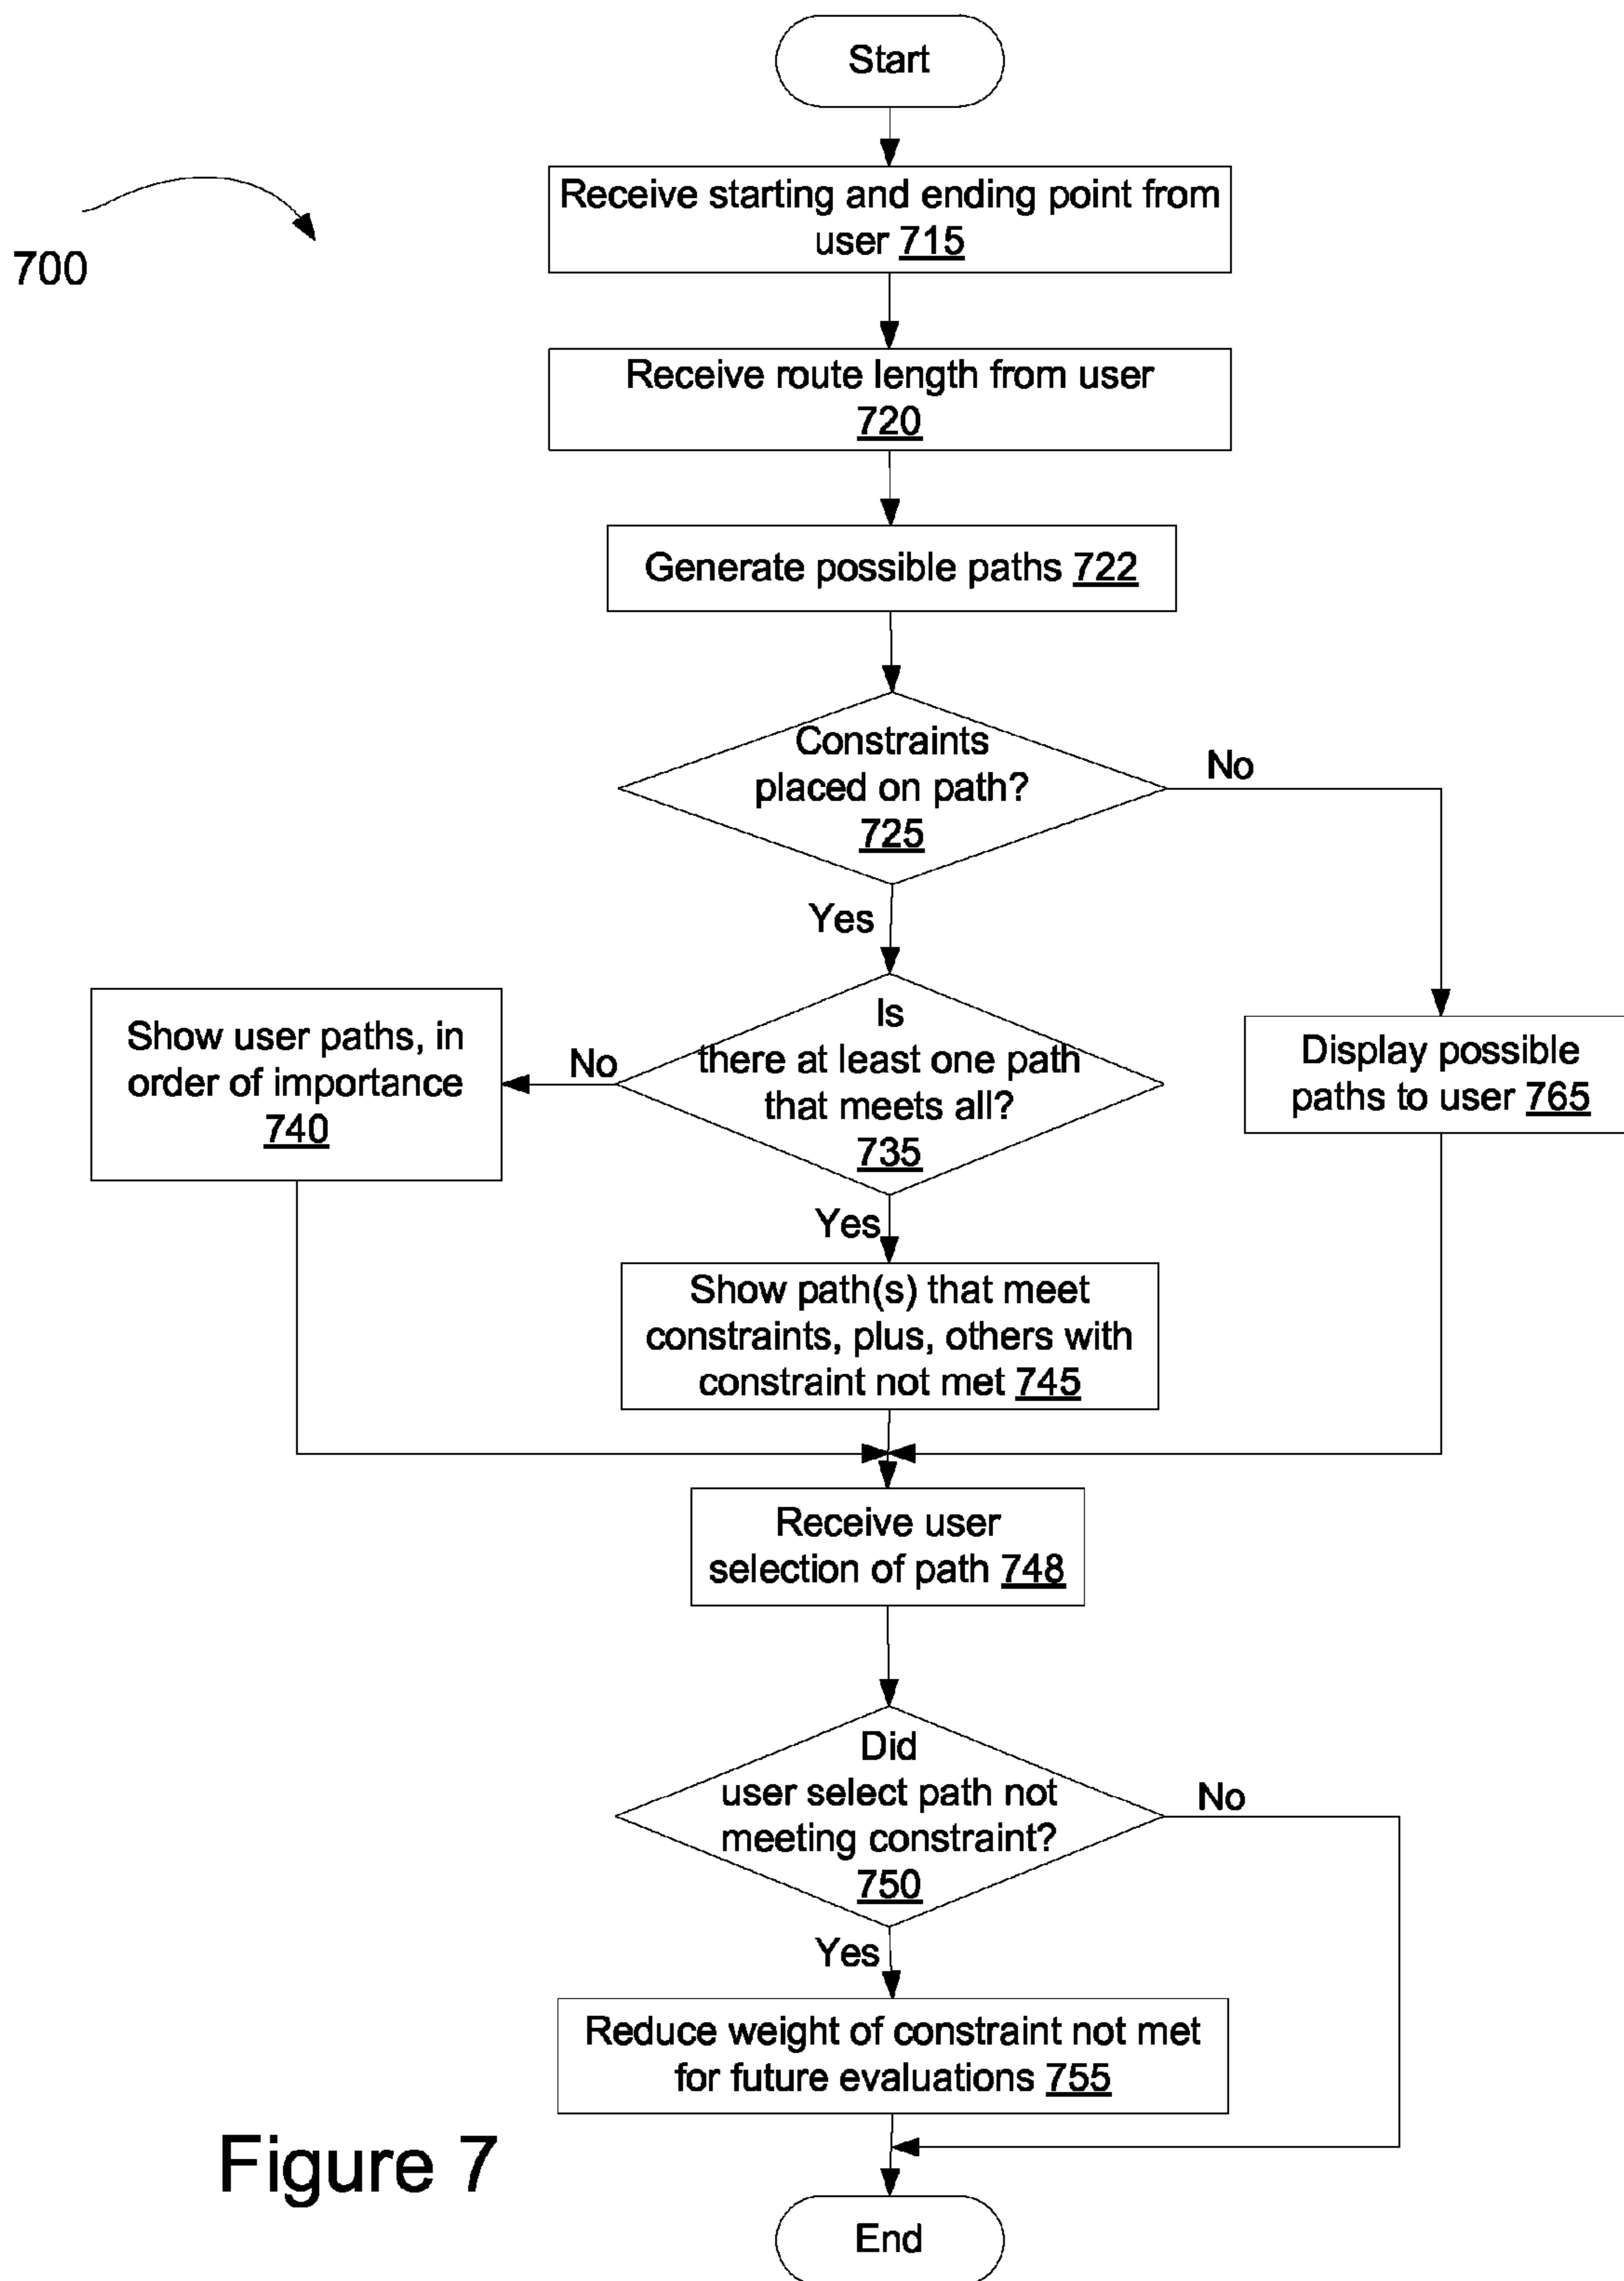 Start
Receive starting and ending point from
user 715
700
Receive route length from user
720
Generate possible paths 722
Constraints
placed on path?
725
No
Yes
Is
there at least one path
that meets all?
735
No
Show user paths, in
order of importance
740
Display possible
paths to user 765
Yes
Show path(s) that meet
constraints, plus, others with
constraint not met 745
Receive user
selection of path 748
Did
user select path not
meeting constraint?
750
No
Yes
Reduce weight of constraint not met
for future evaluations 755
Figure 7
End